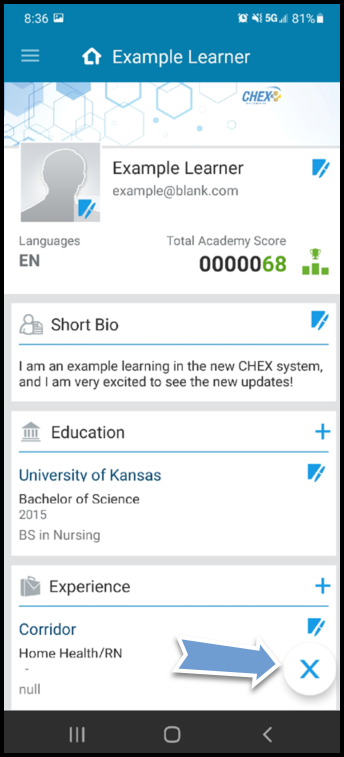 8:36 5G 81%
Example Learner
CHEX
Example Learner
example@blank.com
Languages
EN
Total Academy Score
0000068
Short Bio
I am an example learning in the new CHEX system,
and I am very excited to see the new updates!
Education
University of Kansas
Bachelor of Science
2015
BS in Nursing
Experience
Corridor
Home Health/RN
-
null